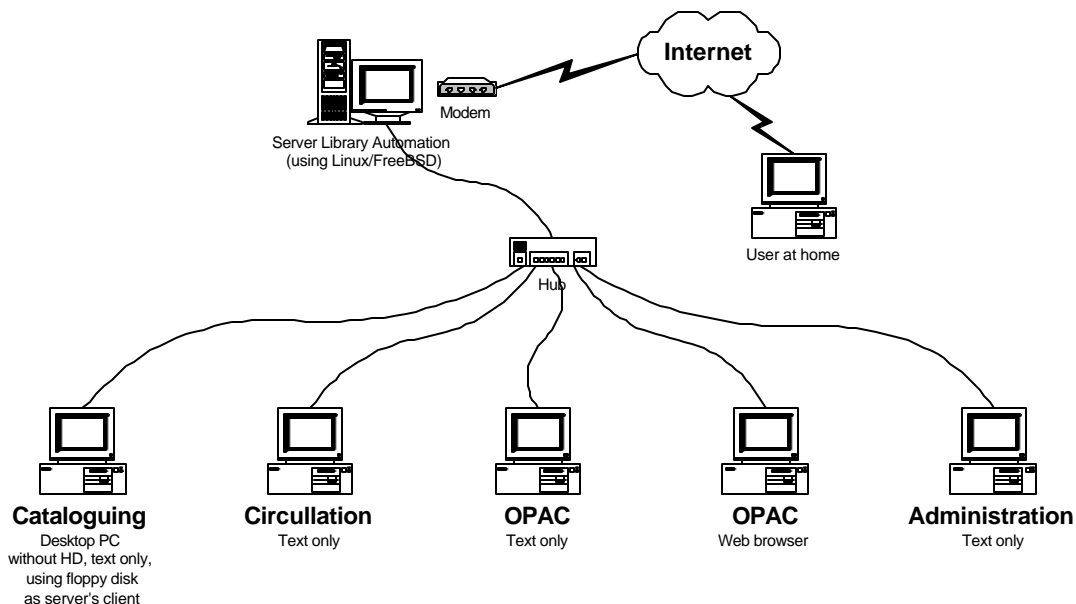 Internet
Modem
Server Library Automation
(using Linux/FreeBSD)
User at home
Hub
Cataloguing
Desktop PC
without HD, text only,
using floppy disk
as server's client
Circullation
Text only
OPAC
Text only
OPAC
Web browser
Administration
Text only